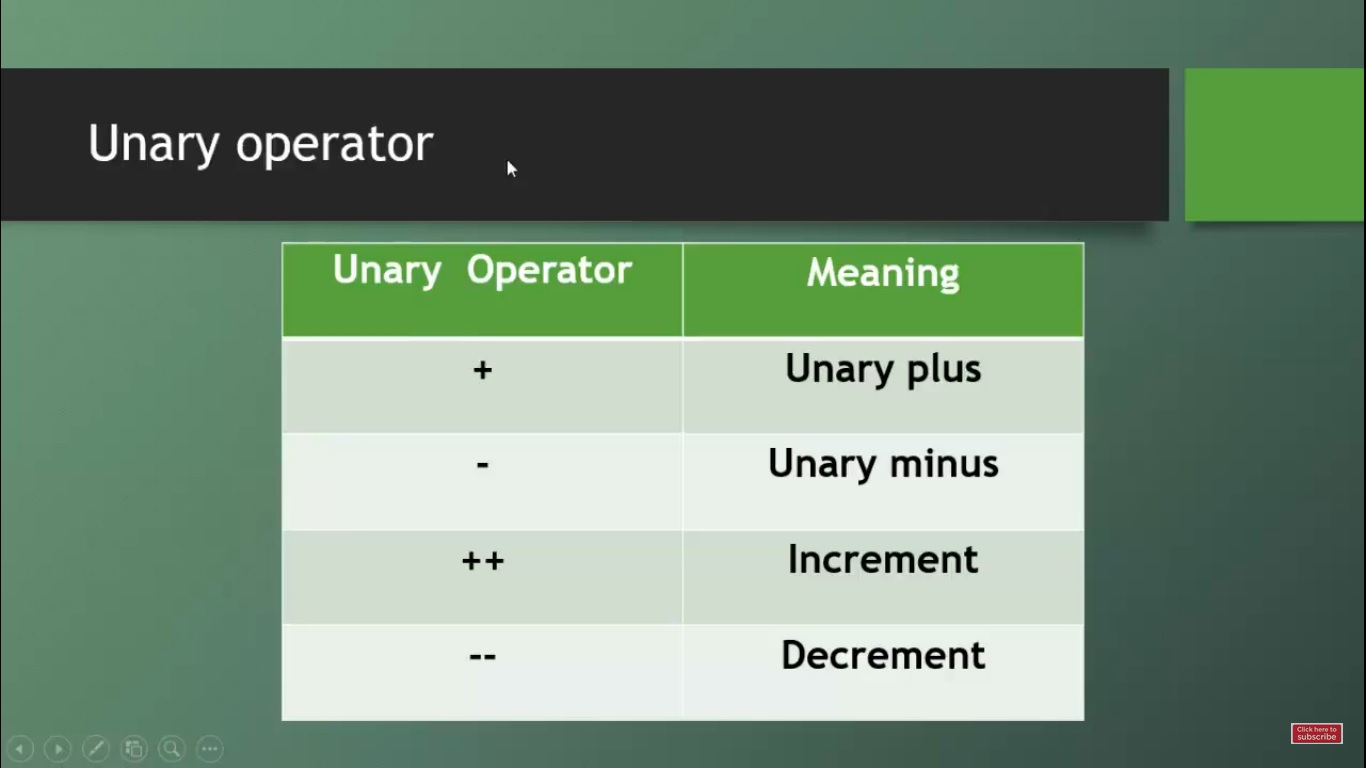 Unary operator
Unary Operator Meaning
+ Unary plus
- Unary minus
++ Increment
-- Decrement
Click here to
subscribe